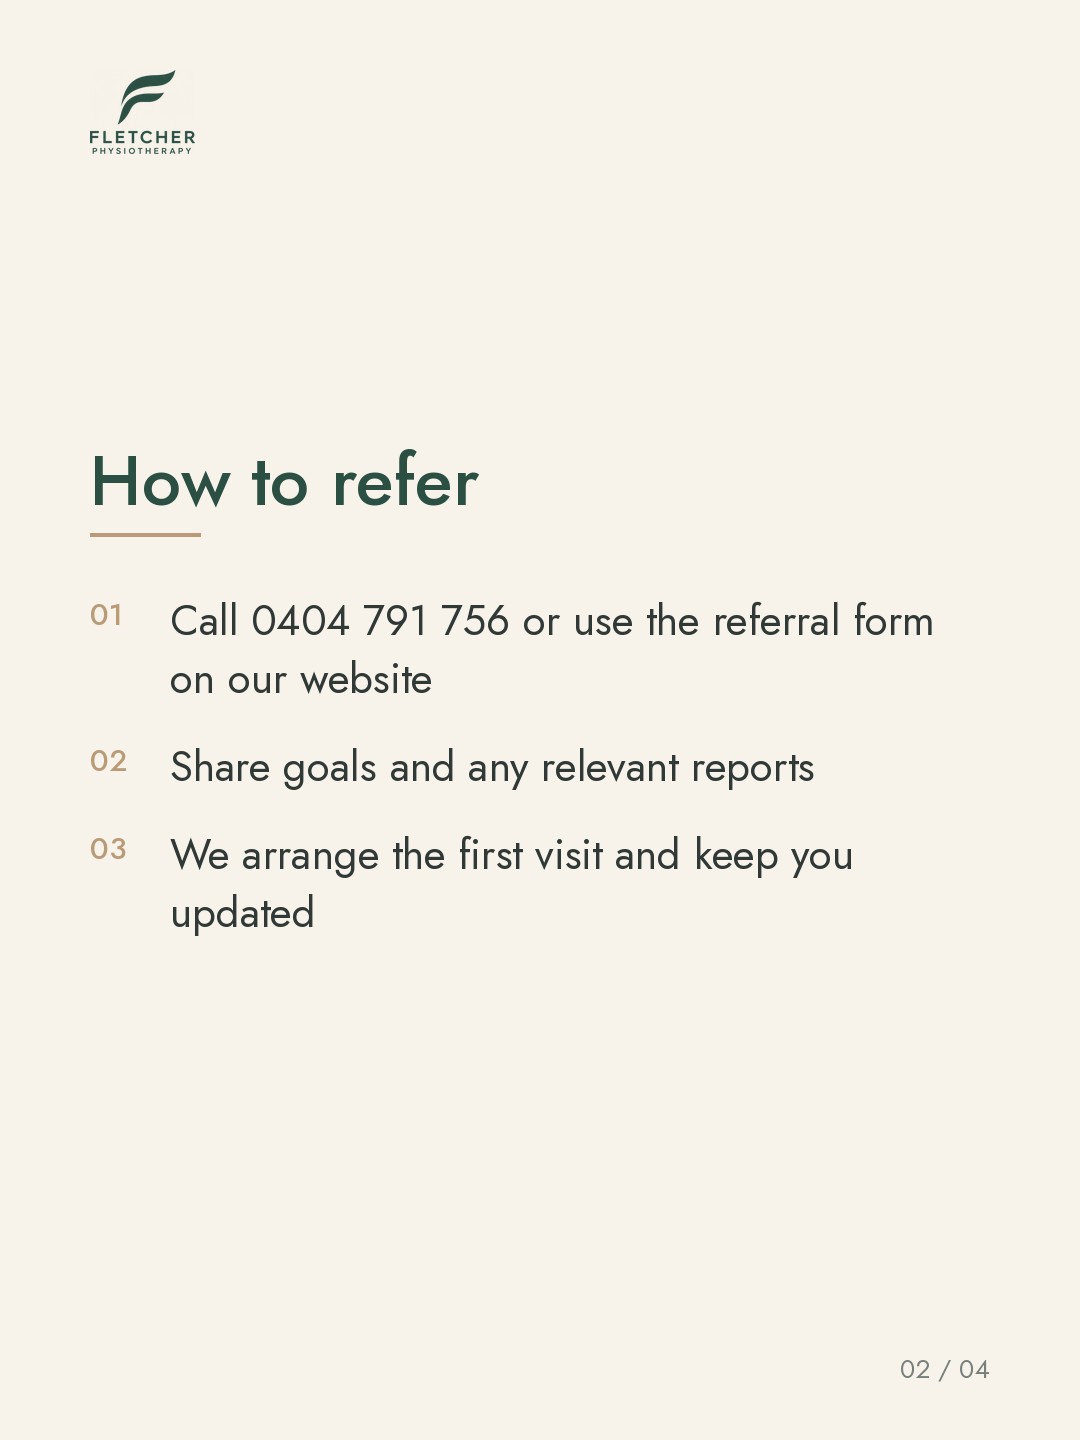 FLETCHER
PHYSIOTHERAPY
How to refer
01 Call 0404 791 756 or use the referral form
on our website
02 Share goals and any relevant reports
03 We arrange the first visit and keep you
updated
02 / 04